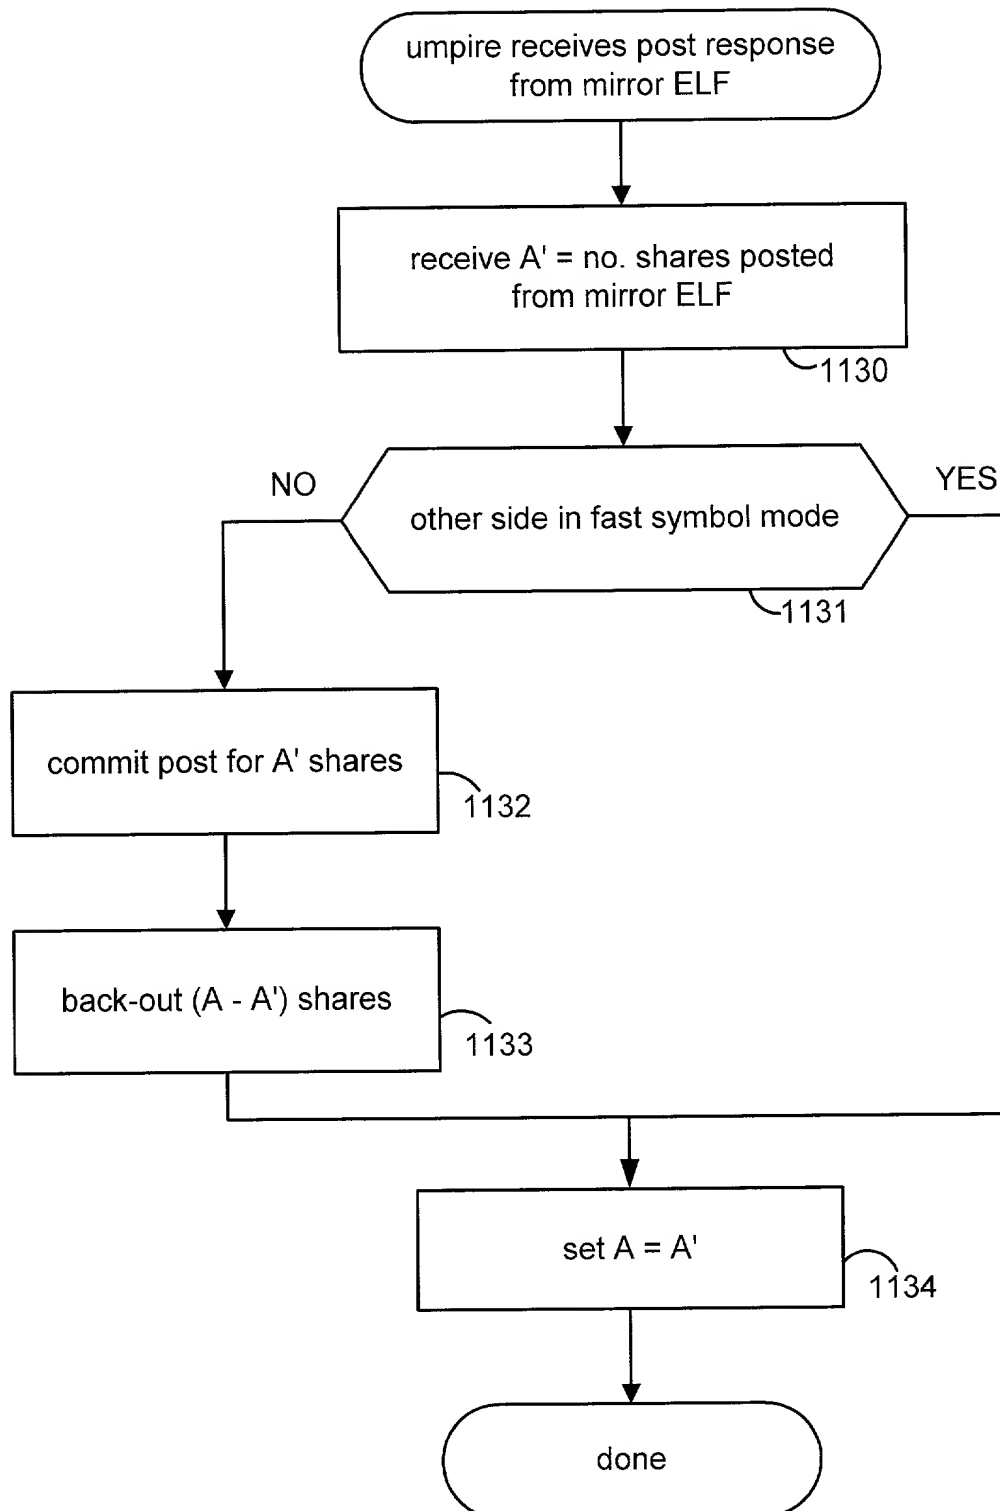 umpire receives post response
from mirror ELF
receive A' = no. shares posted
from mirror ELF
1130
NO
YES
other side in fast symbol mode
1131
commit post for A' shares
1132
back-out (A - A') shares
1133
set A = A'
1134
done